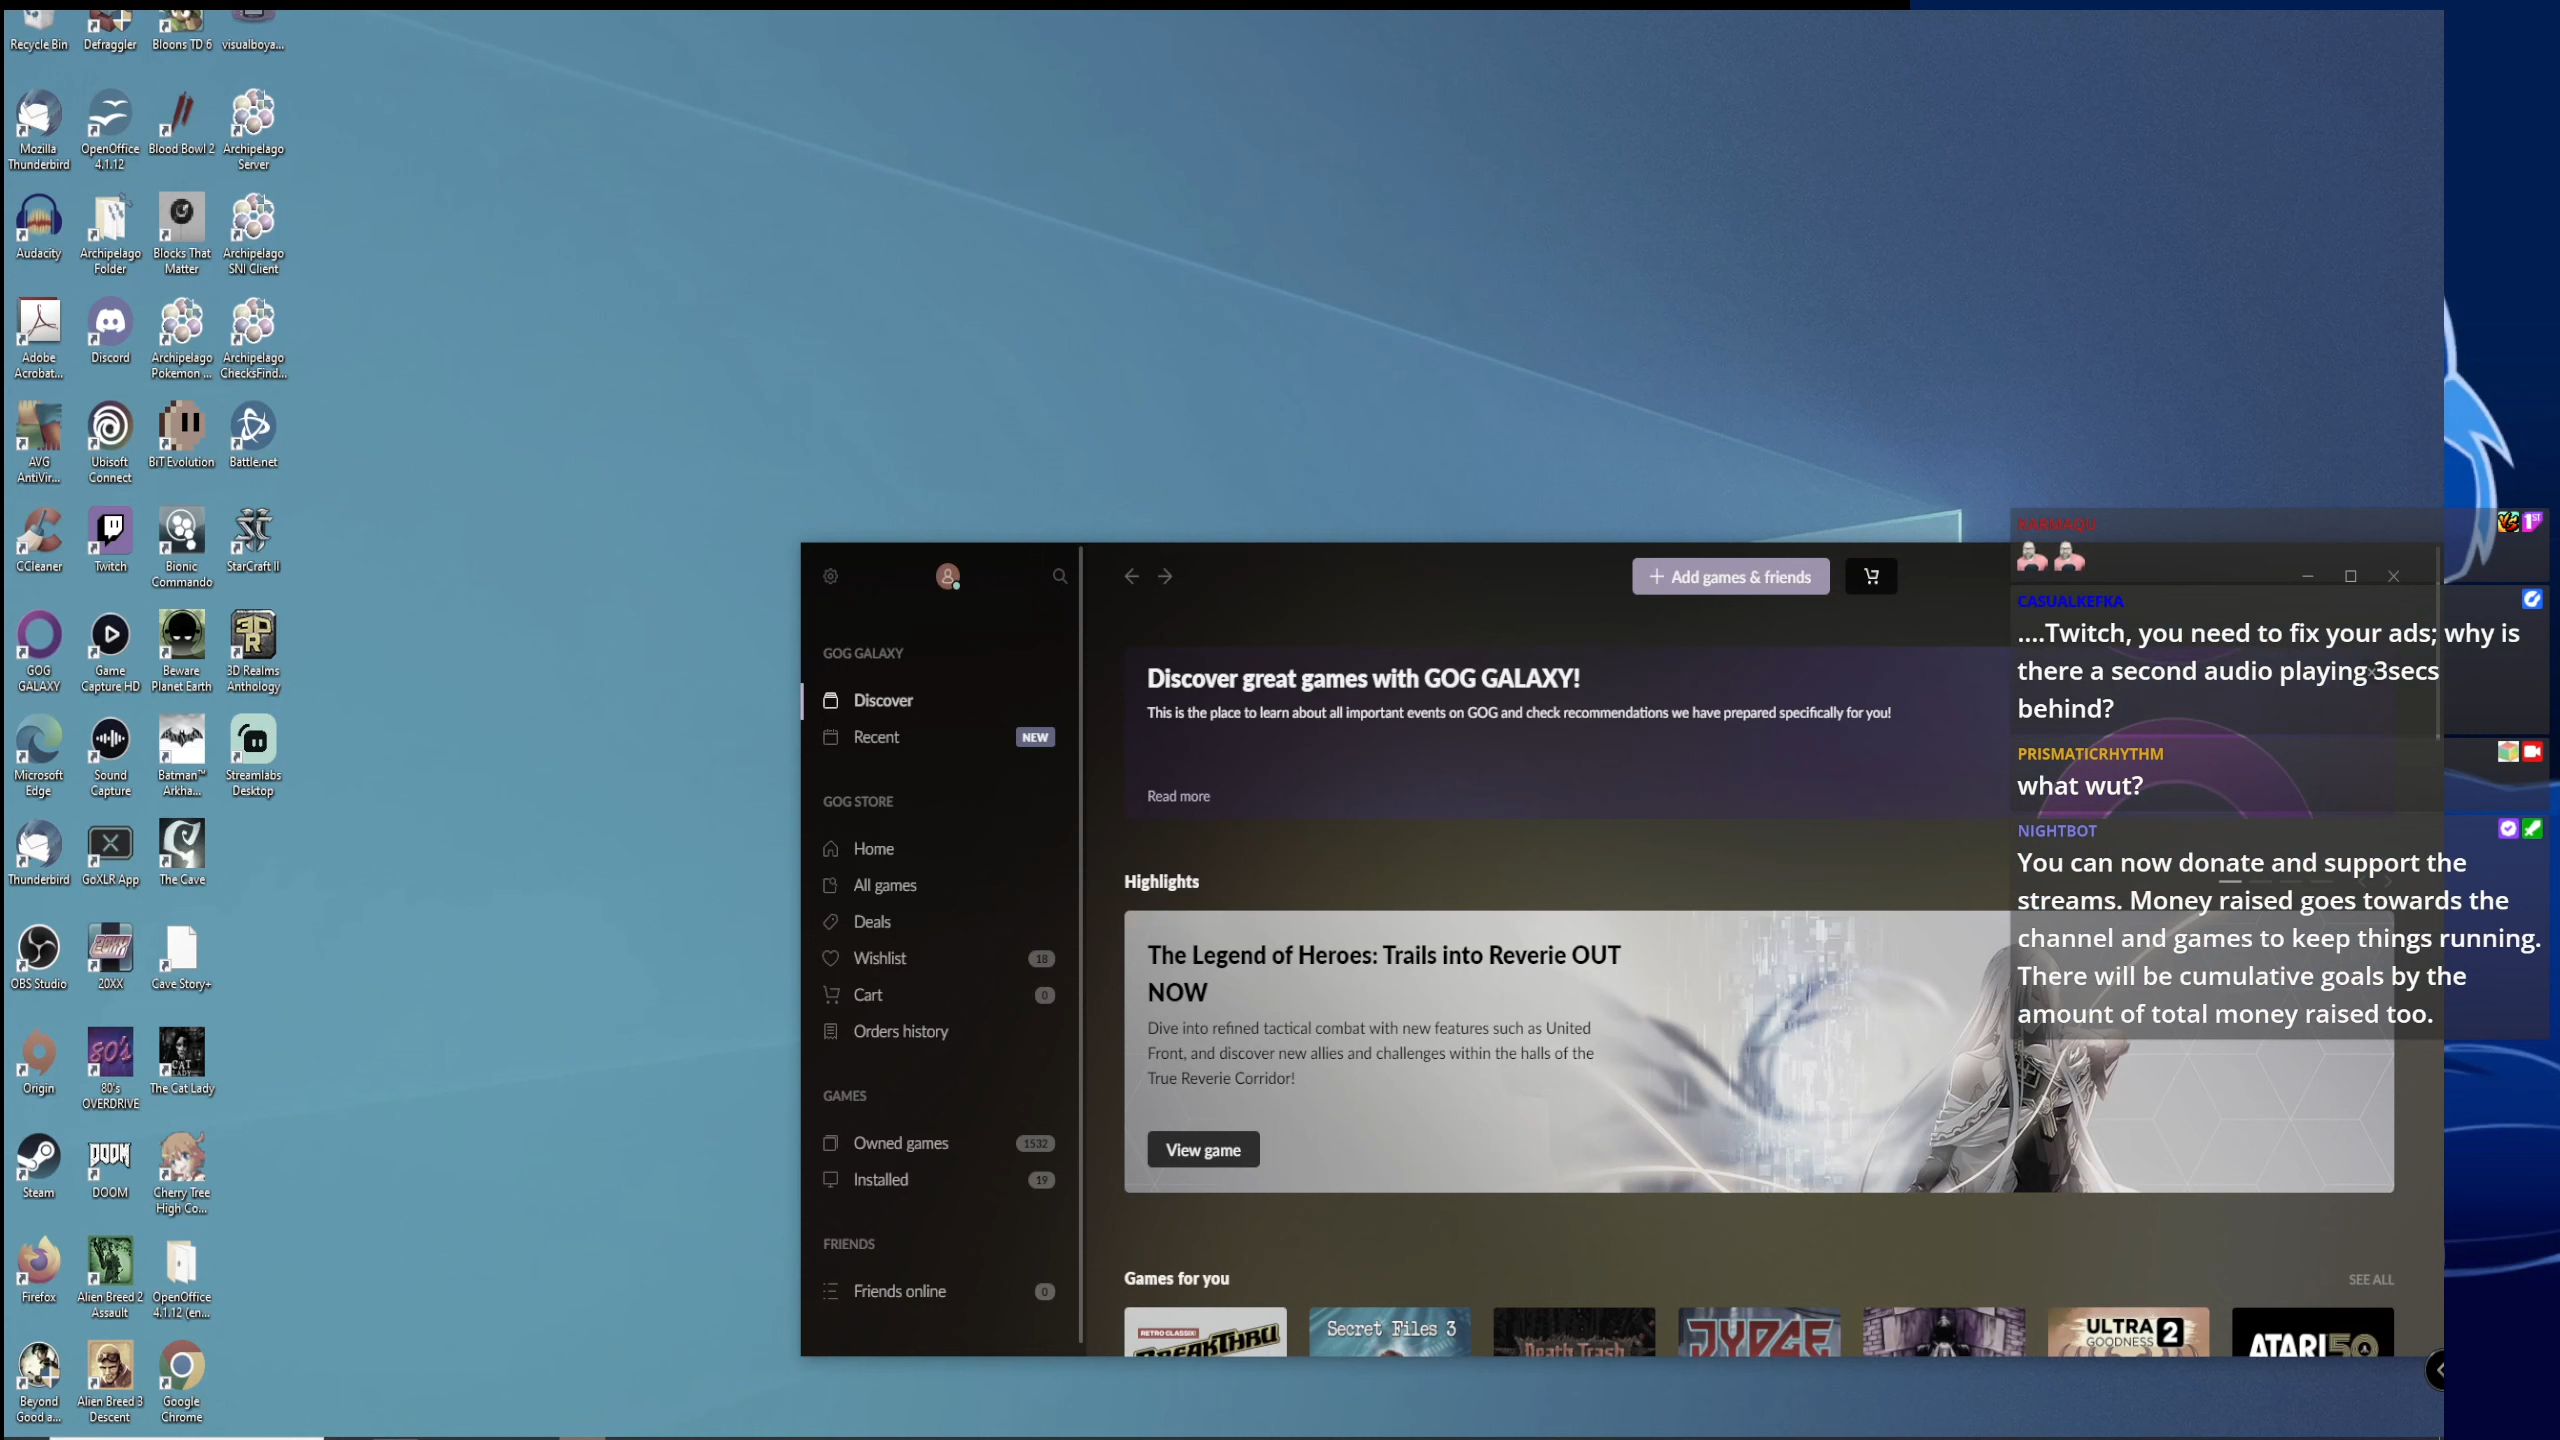 Recycle Bin
Defraggler
Bloons TD 6
visualboya...
Mozilla Thunderbird
OpenOffice 4.1.12
Blood Bowl 2
Archipelago Server
Audacity
Archipelago Folder
Blocks That Matter
Archipelago SNI Client
Adobe Acrobat...
Discord
Archipelago Pokemon ...
Archipelago ChecksFind...
AVG AntiVir...
Ubisoft Connect
BiT Evolution
Battle.net
CCleaner
Twitch
Bionic Commando
StarCraft II
GOG GALAXY
Game Capture HD
Beware Planet Earth
3D Realms Anthology
Microsoft Edge
Sound Capture
Batman™ Arkha...
Streamlabs Desktop
Thunderbird
GoXLR App
The Cave
OBS Studio
20XX
Cave Story+
Origin
80's OVERDRIVE
The Cat Lady
Steam
DOOM
Cherry Tree High Co...
Firefox
Alien Breed 2 Assault
OpenOffice 4.1.12 (en...
Beyond Good a...
Alien Breed 3 Descent
Google Chrome
GOG GALAXY
Discover
Recent NEW
GOG STORE
Home
All games
Deals
Wishlist 18
Cart 0
Orders history
GAMES
Owned games 1532
Installed 19
FRIENDS
Friends online 0
Add games & friends
Discover great games with GOG GALAXY!
This is the place to learn about all important events on GOG and check recommendations we have prepared specifically for you!
Read more
Highlights
The Legend of Heroes: Trails into Reverie OUT
NOW
Dive into refined tactical combat with new features such as United
Front, and discover new allies and challenges within the halls of the
True Reverie Corridor!
View game
Games for you
SEE ALL
RETRO CLASSIX!
BREAKTHRU
Secret Files 3
Death Trash
JYDGE
ULTRA
GOODNESS 2
ATARI 50
KARMAQU
1ST
CASUALKEFKA
....Twitch, you need to fix your ads; why is
there a second audio playing 3secs
behind?
PRISMATICRHYTHM
what wut?
NIGHTBOT
You can now donate and support the
streams. Money raised goes towards the
channel and games to keep things running.
There will be cumulative goals by the
amount of total money raised too.